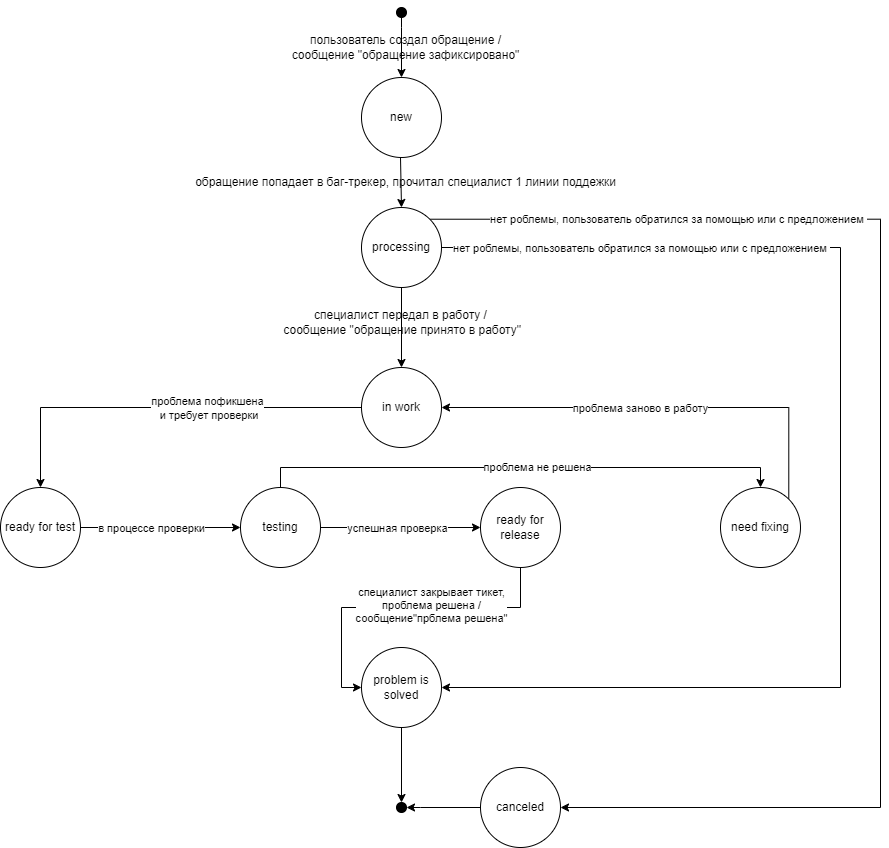 пользователь создал обращение /
сообщение "обращение зафиксировано"
new
обращение попадает в баг-трекер, прочитал специалист 1 линии поддежки
нет роблемы, пользователь обратился за помощью или с предложением
processing
нет роблемы, пользователь обратился за помощью или с предложением
специалист передал в работу /
сообщение "обращение принято в работу"
проблема пофикшена
и требует проверки
in work
проблема заново в работу
проблема не решена
ready for test
в процессе проверки
testing
успешная проверка
ready for
release
need fixing
специалист закрывает тикет,
проблема решена /
сообщение"прблема решена"
problem is
solved
canceled